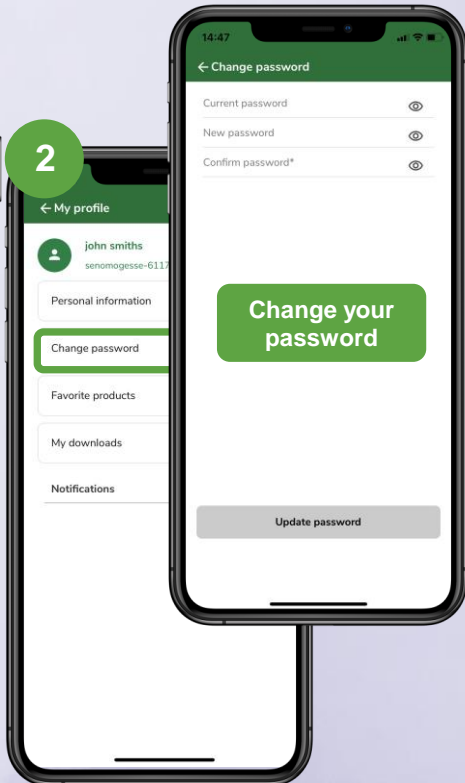 2
My profile
john smiths
senomogesse-6117
Personal information
Change password
Favorite products
My downloads
Notifications
14:47
Change password
Current password
New password
Confirm password*
Change your
password
Update password